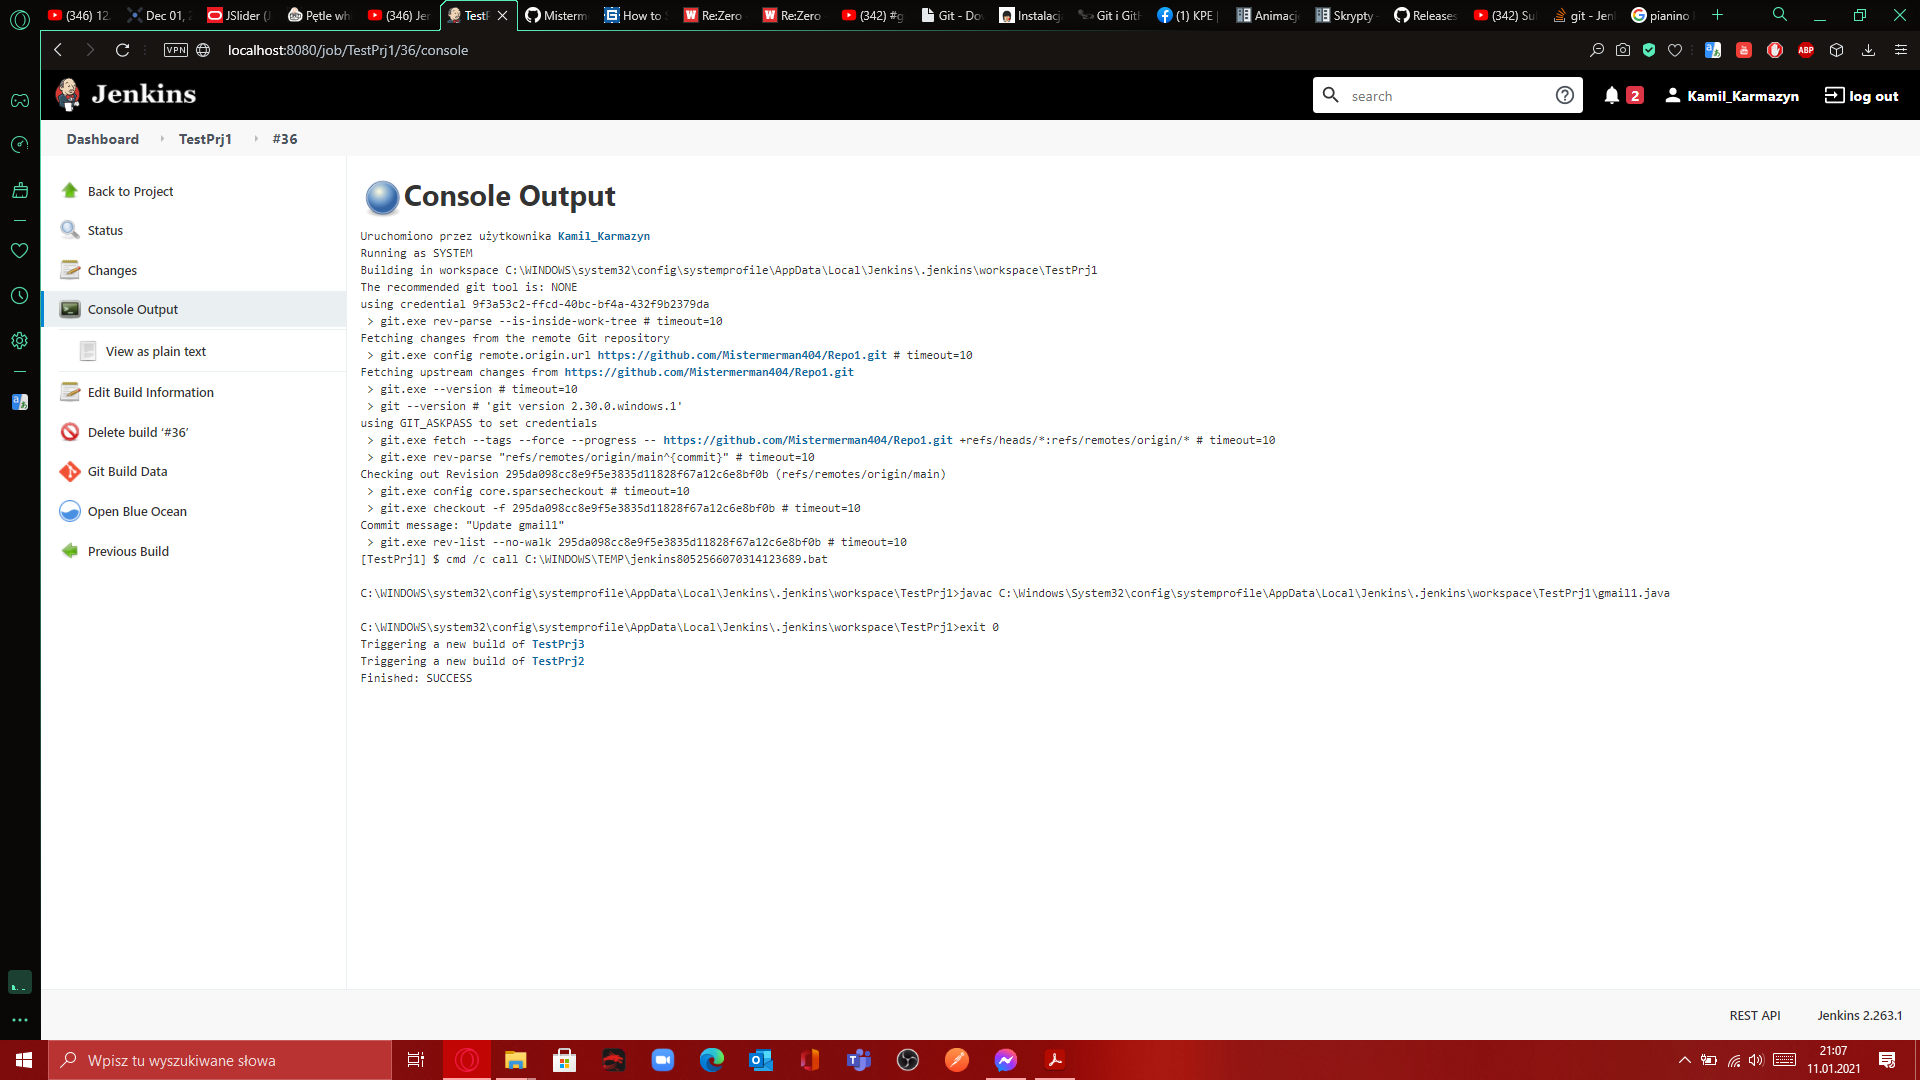 (346) 12
Dec 01, 2
JSlider (J
Pętle whi
(346) Jer
TestP
Misterm
How to S
Re:Zero
Re:Zero
(342) #g
Git - Dov
Instalacj
Git i Gith
(1) KPE |
Animacje
Skrypty -
Releases
(342) Sul
git - Jenl
pianino
VPN
localhost:8080/job/TestPrj1/36/console
ABP
Jenkins
search
2
Kamil_Karmazyn
log out
Dashboard
TestPrj1
#36
Back to Project
Status
Changes
Console Output
View as plain text
Edit Build Information
Delete build ‘#36’
Git Build Data
Open Blue Ocean
Previous Build
Console Output
Uruchomiono przez użytkownika Kamil_Karmazyn
Running as SYSTEM
Building in workspace C:\WINDOWS\system32\config\systemprofile\AppData\Local\Jenkins\.jenkins\workspace\TestPrj1
The recommended git tool is: NONE
using credential 9f3a53c2-ffcd-40bc-bf4a-432f9b2379da
> git.exe rev-parse --is-inside-work-tree # timeout=10
Fetching changes from the remote Git repository
> git.exe config remote.origin.url https://github.com/Mistermerman404/Repo1.git # timeout=10
Fetching upstream changes from https://github.com/Mistermerman404/Repo1.git
> git.exe --version # timeout=10
> git --version # 'git version 2.30.0.windows.1'
using GIT_ASKPASS to set credentials
> git.exe fetch --tags --force --progress -- https://github.com/Mistermerman404/Repo1.git +refs/heads/*:refs/remotes/origin/* # timeout=10
> git.exe rev-parse "refs/remotes/origin/main^{commit}" # timeout=10
Checking out Revision 295da098cc8e9f5e3835d11828f67a12c6e8bf0b (refs/remotes/origin/main)
> git.exe config core.sparsecheckout # timeout=10
> git.exe checkout -f 295da098cc8e9f5e3835d11828f67a12c6e8bf0b # timeout=10
Commit message: "Update gmail1"
> git.exe rev-list --no-walk 295da098cc8e9f5e3835d11828f67a12c6e8bf0b # timeout=10
[TestPrj1] $ cmd /c call C:\WINDOWS\TEMP\jenkins8052566070314123689.bat
C:\WINDOWS\system32\config\systemprofile\AppData\Local\Jenkins\.jenkins\workspace\TestPrj1>javac C:\Windows\System32\config\systemprofile\AppData\Local\Jenkins\.jenkins\workspace\TestPrj1\gmail1.java
C:\WINDOWS\system32\config\systemprofile\AppData\Local\Jenkins\.jenkins\workspace\TestPrj1>exit 0
Triggering a new build of TestPrj3
Triggering a new build of TestPrj2
Finished: SUCCESS
REST API
Jenkins 2.263.1
Wpisz tu wyszukiwane słowa
21:07
11.01.2021